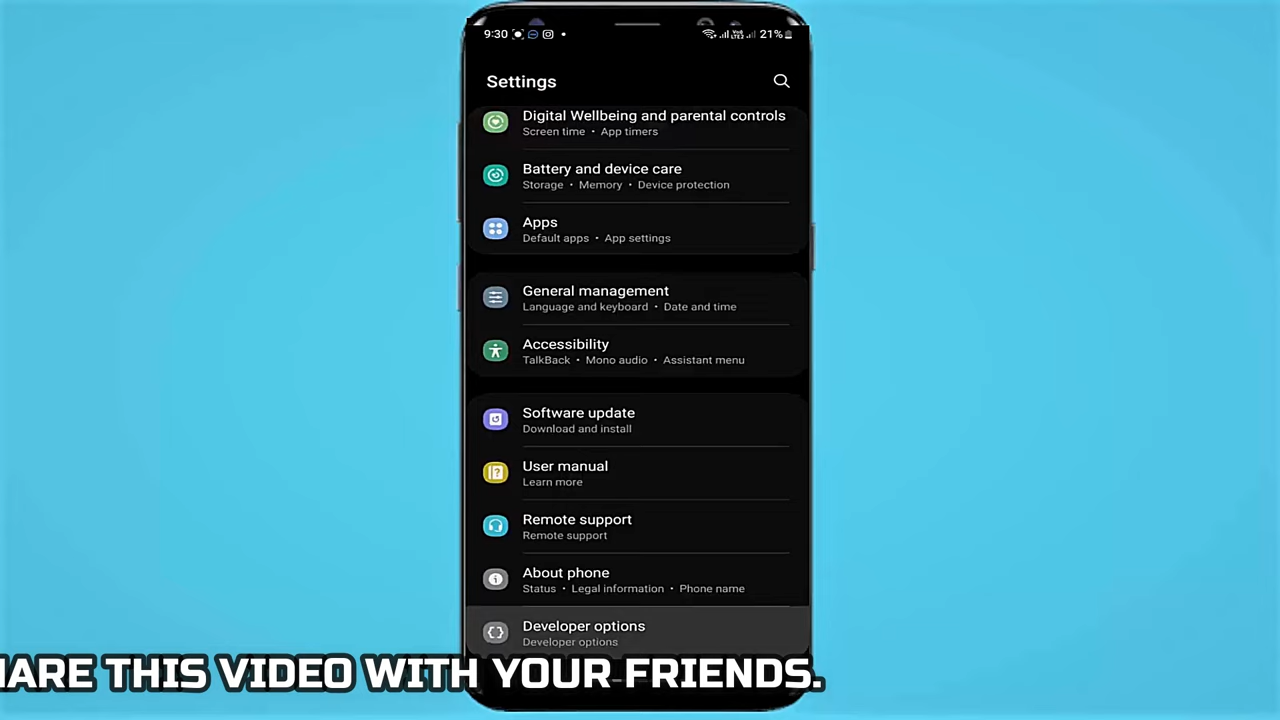 9:30 21%
Settings
Digital Wellbeing and parental controls
Screen time • App timers
Battery and device care
Storage • Memory • Device protection
Apps
Default apps • App settings
General management
Language and keyboard • Date and time
Accessibility
TalkBack • Mono audio • Assistant menu
Software update
Download and install
User manual
Learn more
Remote support
Remote support
About phone
Status • Legal information • Phone name
Developer options
Developer options
HARE THIS VIDEO WITH YOUR FRIENDS.